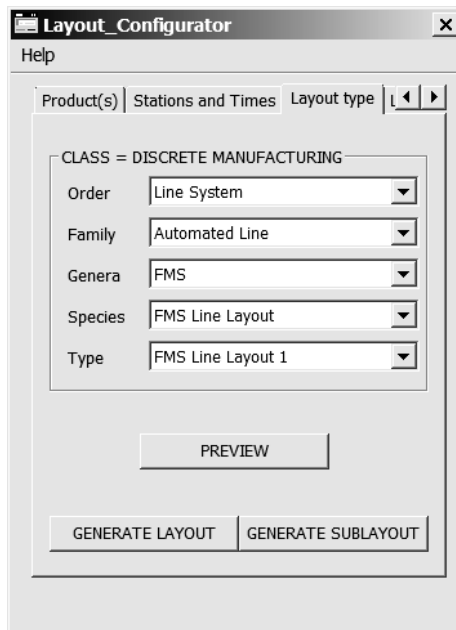 Layout_Configurator
Help
Product(s) Stations and Times Layout type
CLASS = DISCRETE MANUFACTURING
Order Line System
Family Automated Line
Genera FMS
Species FMS Line Layout
Type FMS Line Layout 1
PREVIEW
GENERATE LAYOUT GENERATE SUBLAYOUT